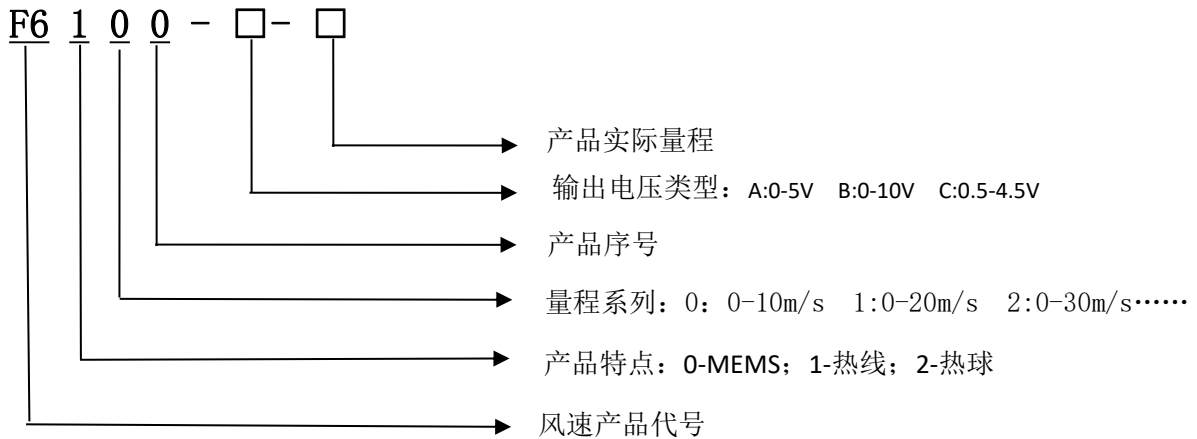 F6 1 0 0 - □ - □
产品实际量程
输出电压类型：A:0-5V B:0-10V C:0.5-4.5V
产品序号
量程系列：0：0-10m/s 1:0-20m/s 2:0-30m/s……
产品特点：0-MEMS；1-热线；2-热球
风速产品代号